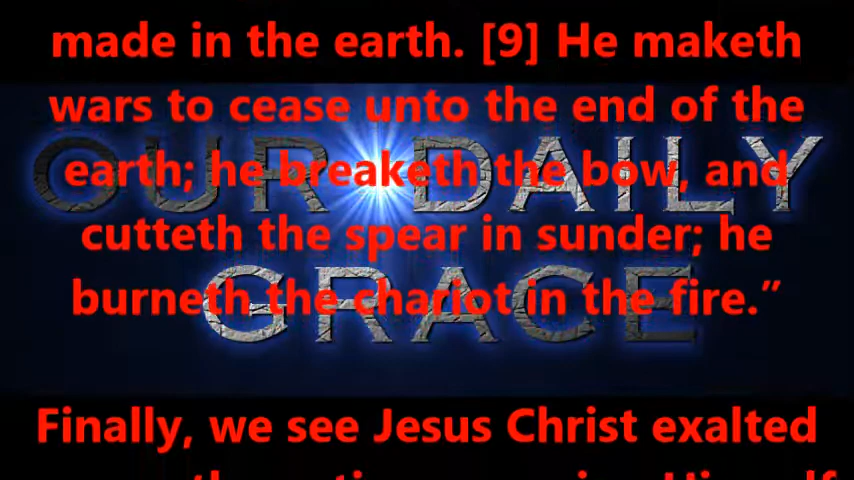 made in the earth. [9] He maketh
wars to cease unto the end of the
earth; he breaketh the bow, and
cutteth the spear in sunder; he
burneth the chariot in the fire.”
Finally, we see Jesus Christ exalted
OUR DAILY
GRACE